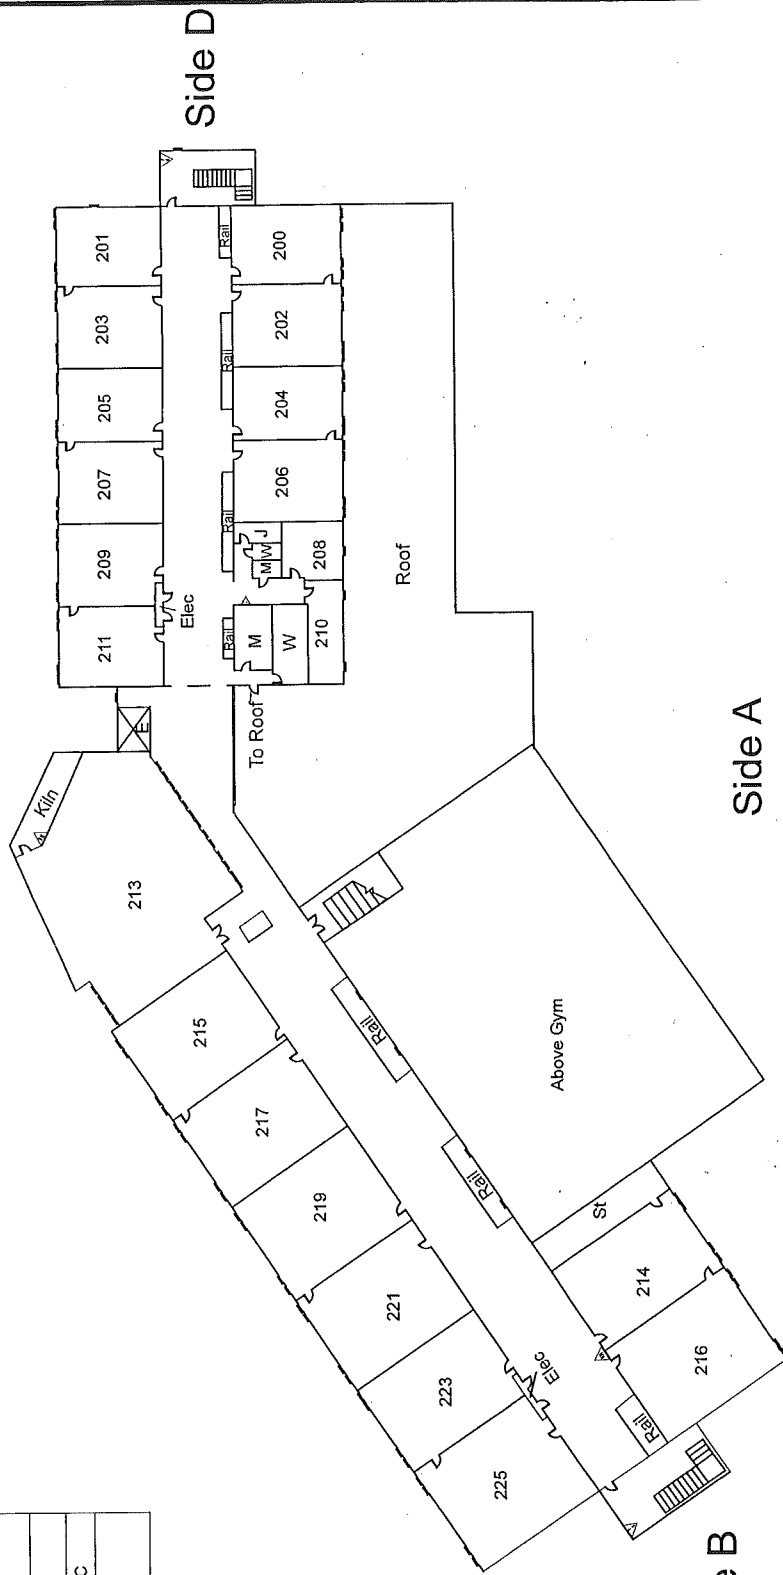 Side D
201
Rail
200
203
202
Rail
205
204
207
206
Rail
209
J
W
M
208
Elec
Roof
211
Rail
M
W
210
E
To Roof
Side A
Kiln
213
215
Rail
Above Gym
217
Rail
219
St
221
214
Elec
223
216
Rail
225
B